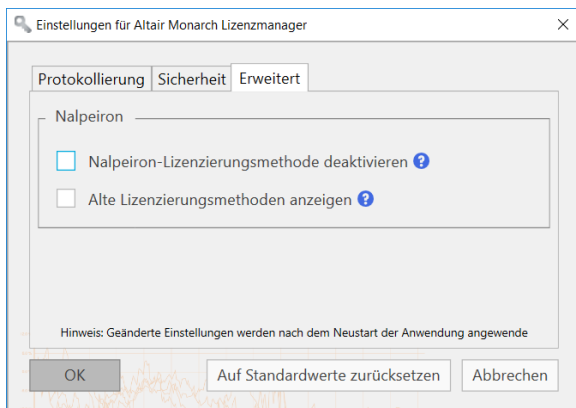 Einstellungen für Altair Monarch Lizenzmanager
Protokollierung Sicherheit Erweitert
Nalpeiron
Nalpeiron-Lizenzierungsmethode deaktivieren ?
Alte Lizenzierungsmethoden anzeigen ?
Hinweis: Geänderte Einstellungen werden nach dem Neustart der Anwendung angewende
OK Auf Standardwerte zurücksetzen Abbrechen